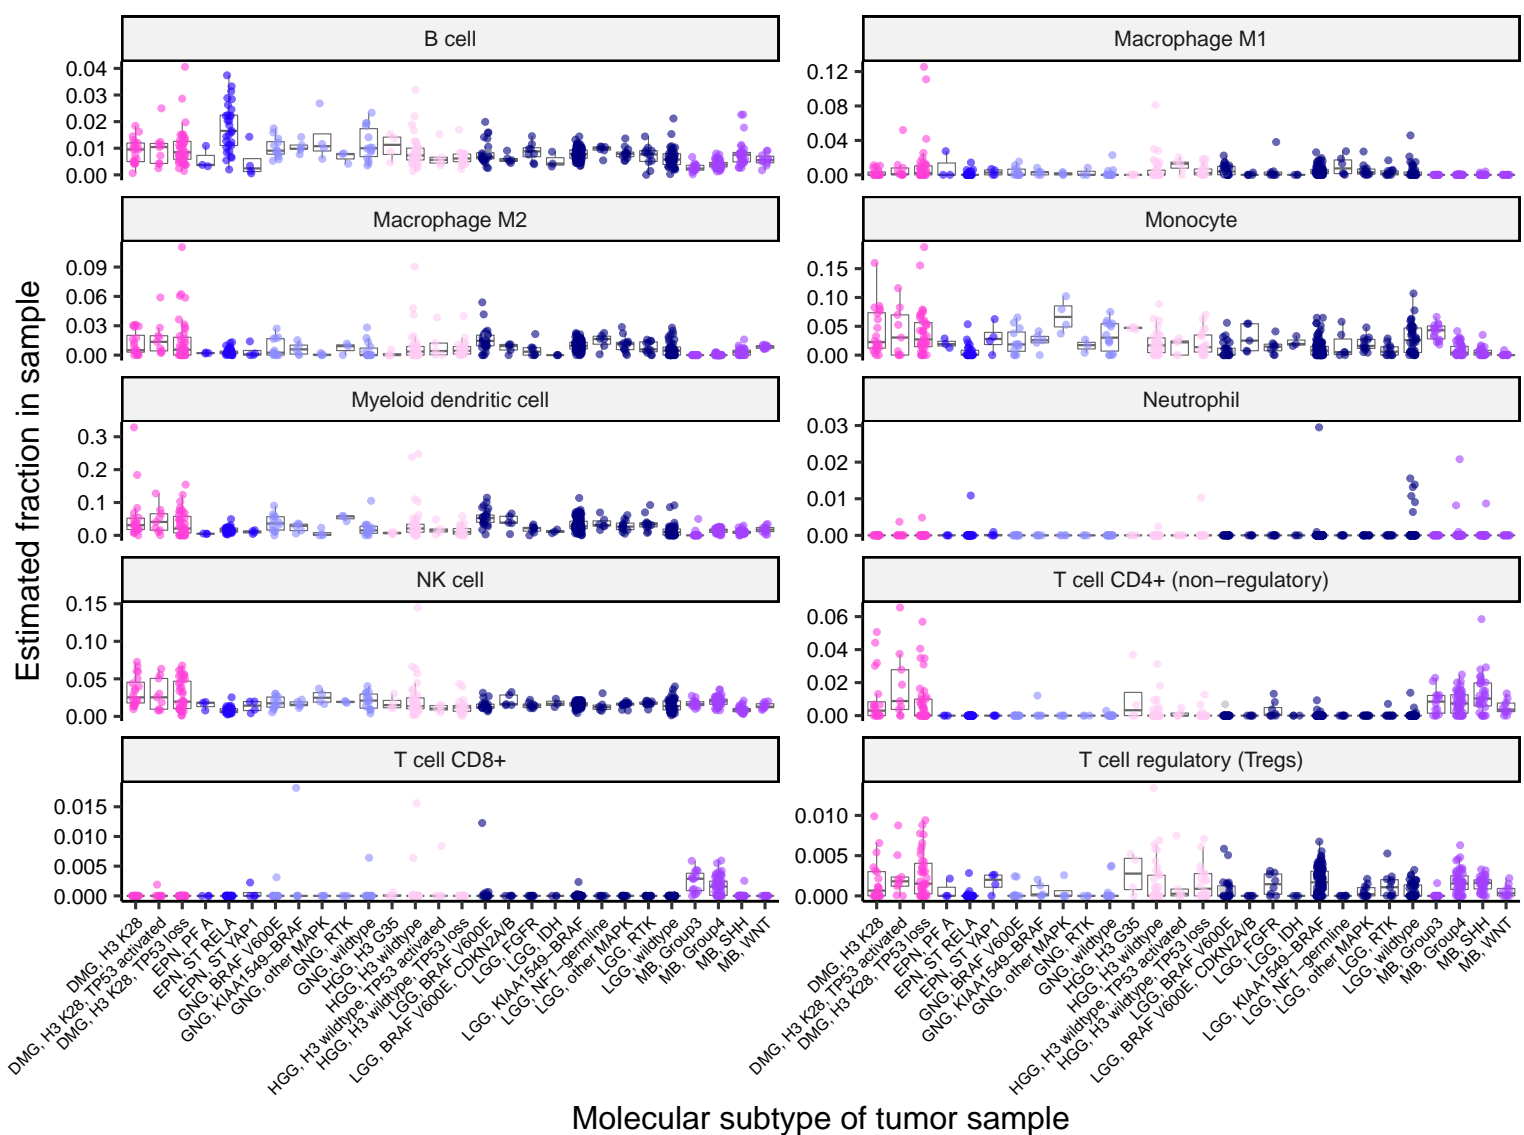 B cell
Macrophage M1
0.04
0.03
0.02
0.01
0.00
0.12
0.08
0.04
0.00
Macrophage M2
Monocyte
0.09
0.06
0.03
0.00
0.15
0.10
0.05
0.00
Myeloid dendritic cell
Neutrophil
0.3
0.2
0.1
0.0
0.03
0.02
0.01
0.00
NK cell
T cell CD4+ (non−regulatory)
0.15
0.10
0.05
0.00
0.06
0.04
0.02
0.00
T cell CD8+
T cell regulatory (Tregs)
0.015
0.010
0.005
0.000
0.010
0.005
0.000
Estimated fraction in sample
DMG, H3 K28
DMG, H3 K28, TP53 activated
DMG, H3 K28, TP53 loss
EPN, PF A
EPN, ST RELA
EPN, ST YAP1
GNG, BRAF V600E
GNG, KIAA1549−BRAF
GNG, other MAPK
GNG, RTK
GNG, wildtype
HGG, H3 G35
HGG, H3 wildtype
HGG, H3 wildtype, TP53 activated
HGG, H3 wildtype, TP53 loss
LGG, BRAF V600E
LGG, BRAF V600E, CDKN2A/B
LGG, FGFR
LGG, IDH
LGG, KIAA1549−BRAF
LGG, NF1−germline
LGG, other MAPK
LGG, RTK
LGG, wildtype
MB, Group3
MB, Group4
MB, SHH
MB, WNT
DMG, H3 K28
DMG, H3 K28, TP53 activated
DMG, H3 K28, TP53 loss
EPN, PF A
EPN, ST RELA
EPN, ST YAP1
GNG, BRAF V600E
GNG, KIAA1549−BRAF
GNG, other MAPK
GNG, RTK
GNG, wildtype
HGG, H3 G35
HGG, H3 wildtype
HGG, H3 wildtype, TP53 activated
HGG, H3 wildtype, TP53 loss
LGG, BRAF V600E
LGG, BRAF V600E, CDKN2A/B
LGG, FGFR
LGG, IDH
LGG, KIAA1549−BRAF
LGG, NF1−germline
LGG, other MAPK
LGG, RTK
LGG, wildtype
MB, Group3
MB, Group4
MB, SHH
MB, WNT
Molecular subtype of tumor sample